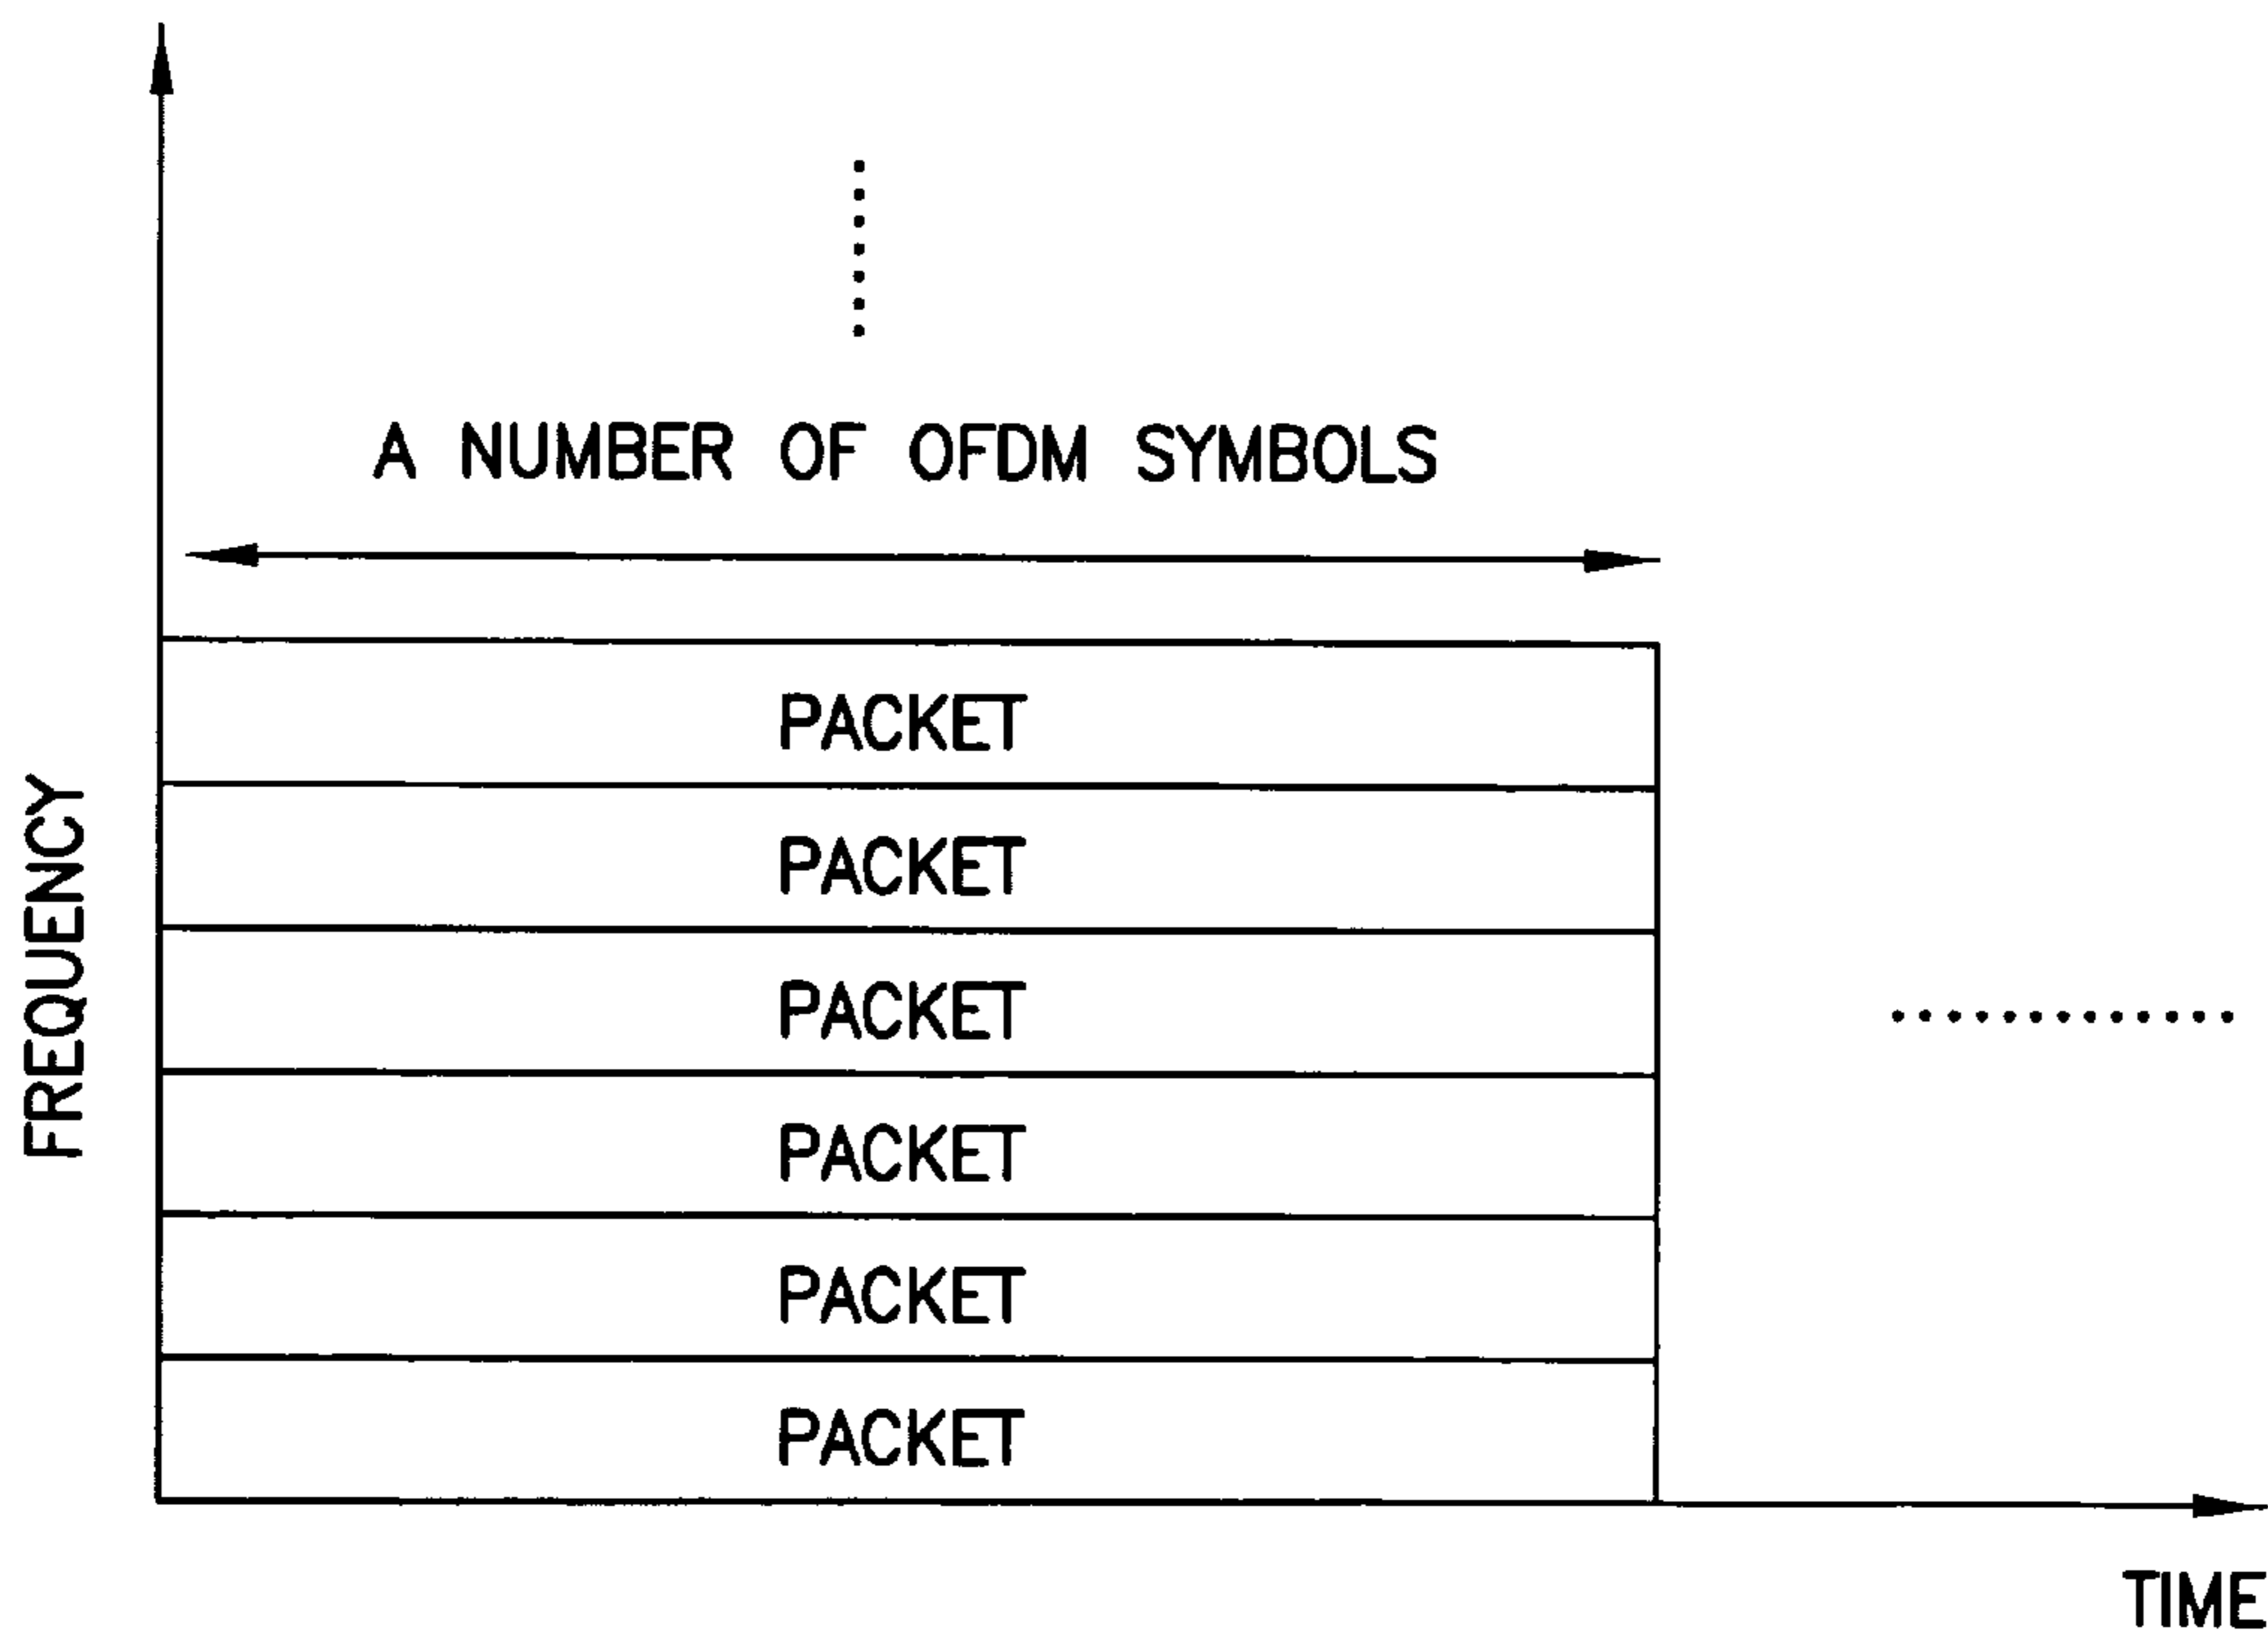 A NUMBER OF OFDM SYMBOLS
PACKET
PACKET
PACKET
PACKET
PACKET
PACKET
FREQUENCY
TIME